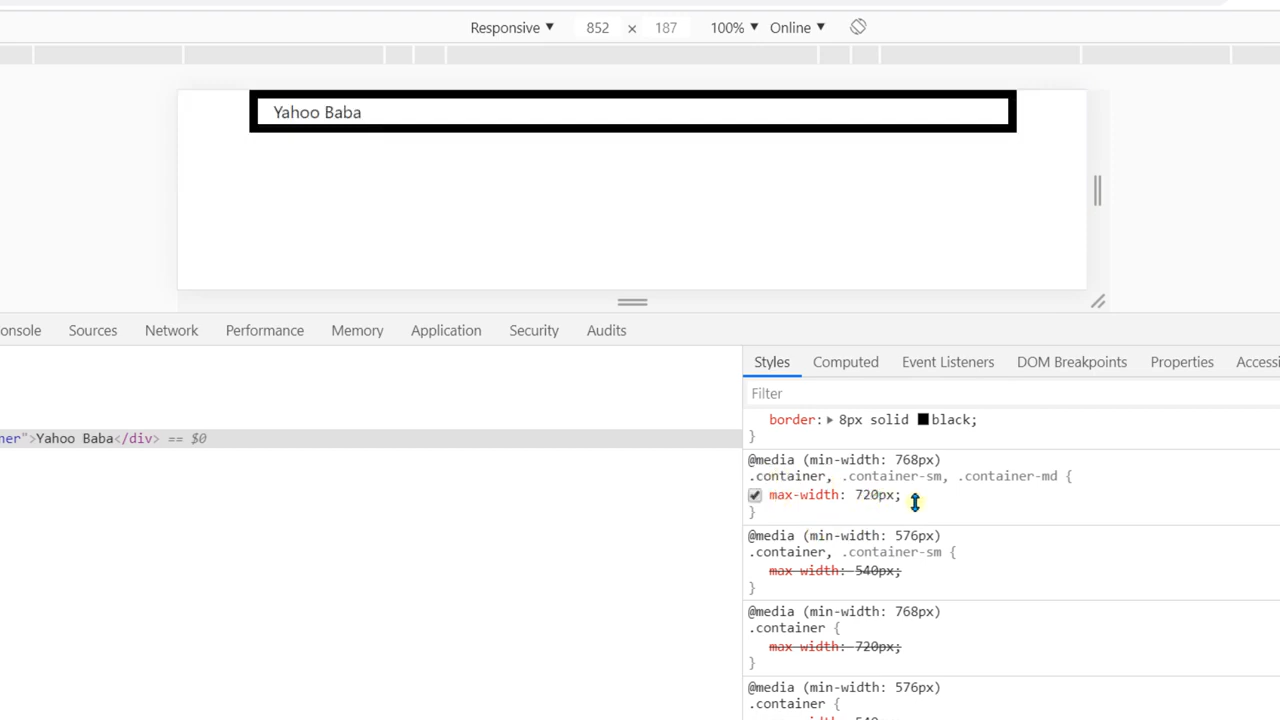 Responsive ▼ 852 × 187 100% ▼ Online ▼
Yahoo Baba
onsole Sources Network Performance Memory Application Security Audits
Styles Computed Event Listeners DOM Breakpoints Properties Accessi
Filter
border: ▶ 8px solid black;
}
ner">Yahoo Baba</div> == $0
@media (min-width: 768px)
.container, .container-sm, .container-md {
max-width: 720px;
}
@media (min-width: 576px)
.container, .container-sm {
max-width: 540px;
}
@media (min-width: 768px)
.container {
max-width: 720px;
}
@media (min-width: 576px)
.container {